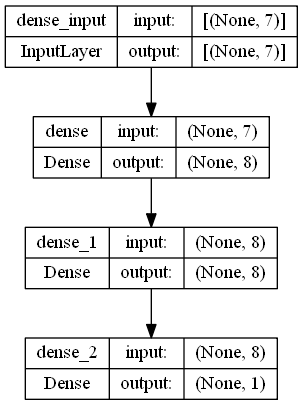 dense_input input: [(None, 7)]
InputLayer output: [(None, 7)]
dense input: (None, 7)
Dense output: (None, 8)
dense_1 input: (None, 8)
Dense output: (None, 8)
dense_2 input: (None, 8)
Dense output: (None, 1)